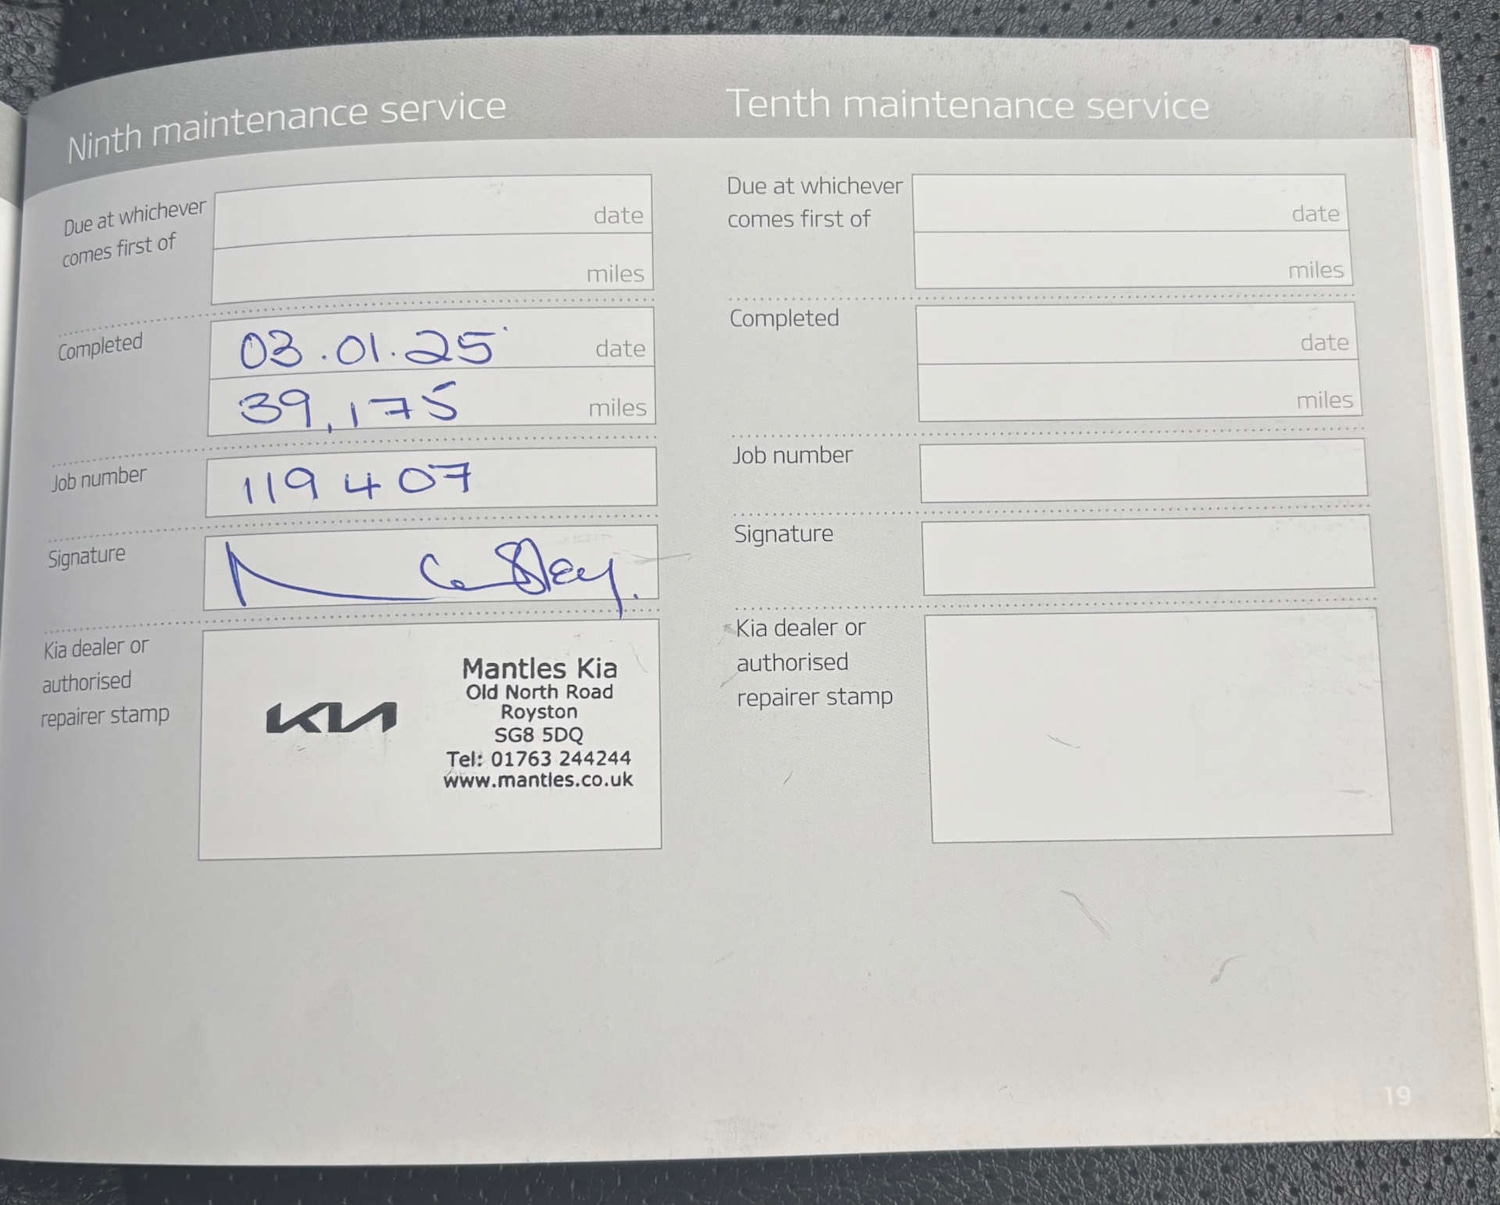 Ninth maintenance service
Due at whichever
comes first of
date
miles
Completed
03.01.25
date
39,175
miles
Job number
119407
Signature
Kia dealer or
authorised
repairer stamp
KIA
Mantles Kia
Old North Road
Royston
SG8 5DQ
Tel: 01763 244244
www.mantles.co.uk
Tenth maintenance service
Due at whichever
comes first of
date
miles
Completed
date
miles
Job number
Signature
Kia dealer or
authorised
repairer stamp
19